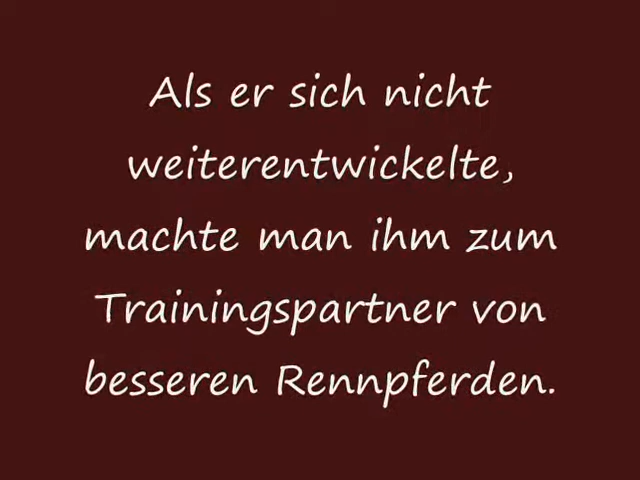 Als er sich nicht
weiterentwickelte,
machte man ihm zum
Trainingspartner von
besseren Rennpferden.